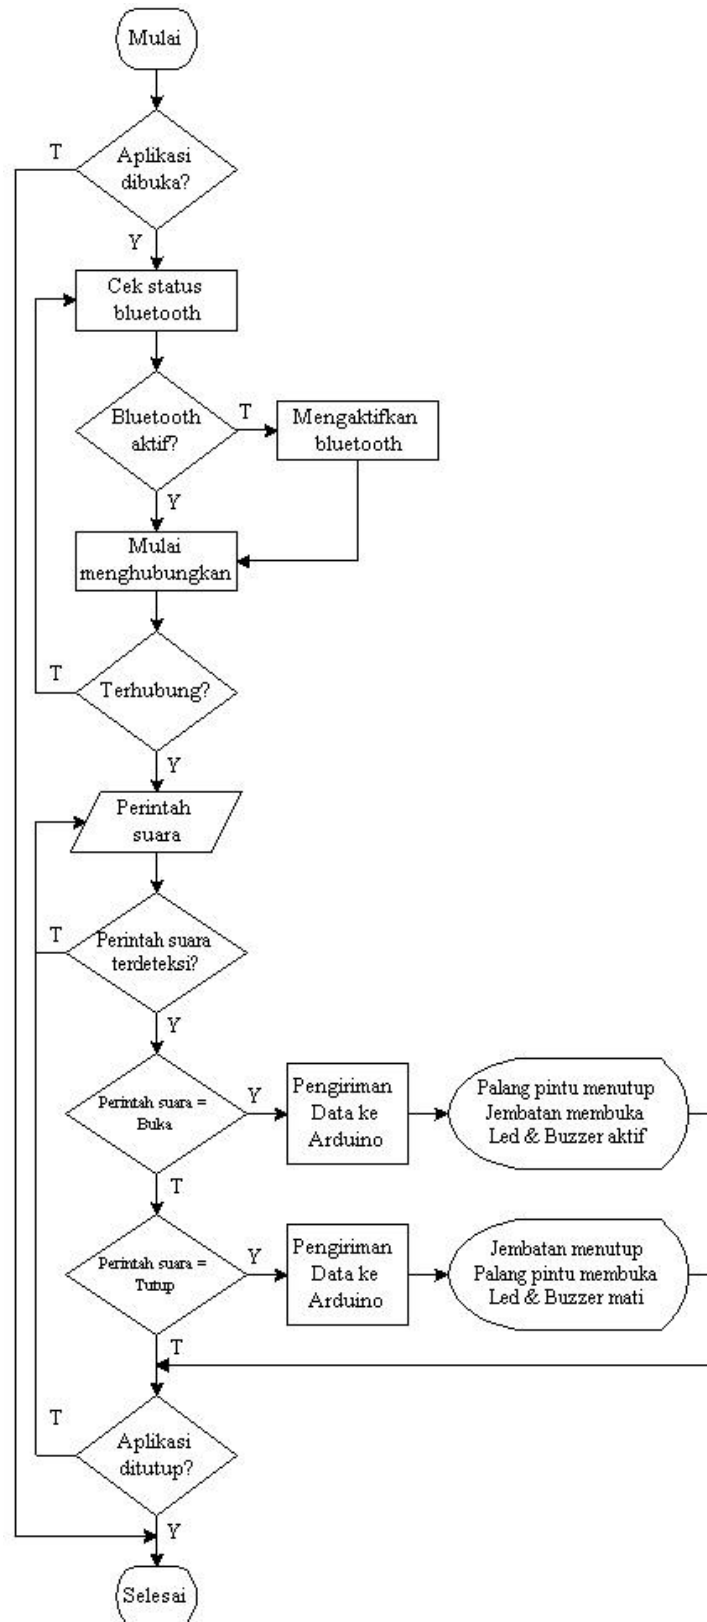 Mulai
T
Aplikasi
dibuka?
Y
Cek status
bluetooth
Bluetooth
aktif?
T
Mengaktifkan
bluetooth
Y
Mulai
menghubungkan
T
Terhubung?
Y
Perintah
suara
T
Perintah suara
terdeteksi?
Y
Perintah suara =
Buka
Y
Pengiriman
Data ke
Arduino
Palang pintu menutup
Jembatan membuka
Led & Buzzer aktif
T
Perintah suara =
Tutup
Y
Pengiriman
Data ke
Arduino
Jembatan menutup
Palang pintu membuka
Led & Buzzer mati
T
T
Aplikasi
ditutup?
Y
Selesai